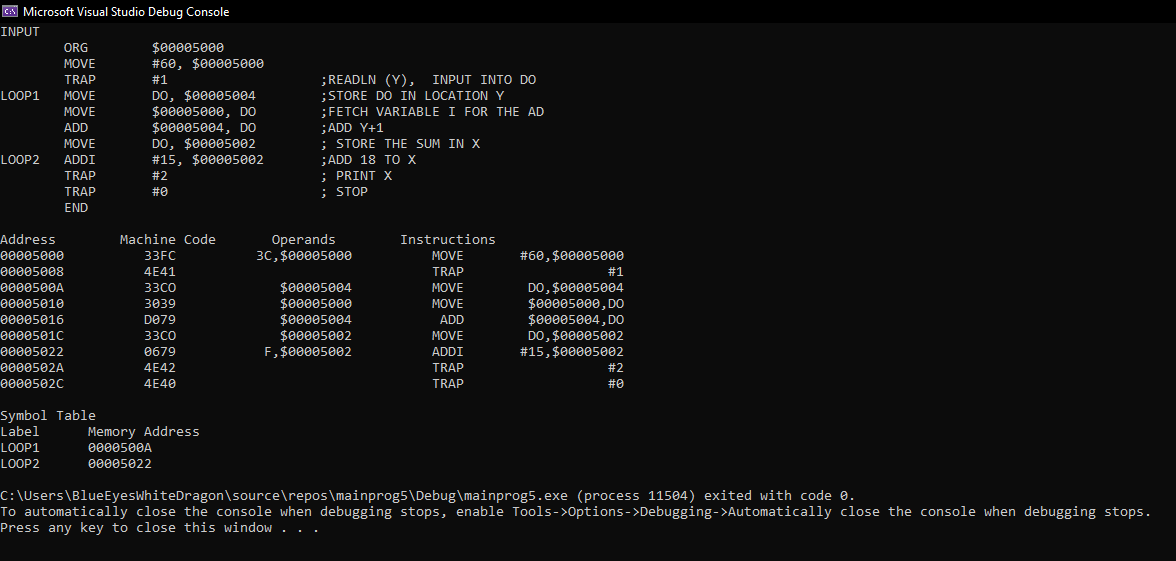 Microsoft Visual Studio Debug Console
INPUT
ORG $00005000
MOVE #60, $00005000
TRAP #1 ;READLN (Y), INPUT INTO DO
LOOP1 MOVE DO, $00005004 ;STORE DO IN LOCATION Y
MOVE $00005000, DO ;FETCH VARIABLE I FOR THE AD
ADD $00005004, DO ;ADD Y+1
MOVE DO, $00005002 ; STORE THE SUM IN X
LOOP2 ADDI #15, $00005002 ;ADD 18 TO X
TRAP #2 ; PRINT X
TRAP #0 ; STOP
END
Address Machine Code Operands Instructions
00005000 33FC 3C,$00005000 MOVE #60,$00005000
00005008 4E41 TRAP #1
0000500A 33CO $00005004 MOVE DO,$00005004
00005010 3039 $00005000 MOVE $00005000,DO
00005016 D079 $00005004 ADD $00005004,DO
0000501C 33CO $00005002 MOVE DO,$00005002
00005022 0679 F,$00005002 ADDI #15,$00005002
0000502A 4E42 TRAP #2
0000502C 4E40 TRAP #0
Symbol Table
Label Memory Address
LOOP1 0000500A
LOOP2 00005022
C:\Users\BlueEyesWhiteDragon\source\repos\mainprog5\Debug\mainprog5.exe (process 11504) exited with code 0.
To automatically close the console when debugging stops, enable Tools->Options->Debugging->Automatically close the console when debugging stops.
Press any key to close this window . . .